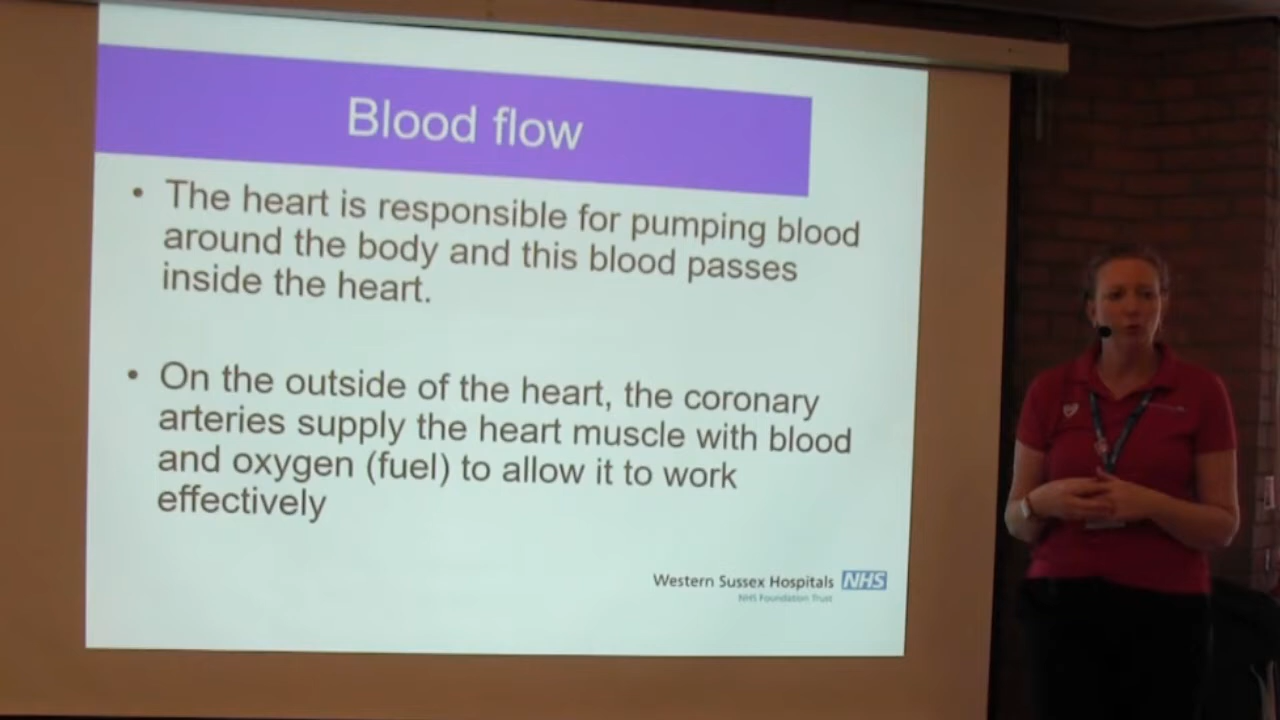 Blood flow
• The heart is responsible for pumping blood
around the body and this blood passes
inside the heart.
• On the outside of the heart, the coronary
arteries supply the heart muscle with blood
and oxygen (fuel) to allow it to work
effectively
Western Sussex Hospitals NHS
NHS Foundation Trust